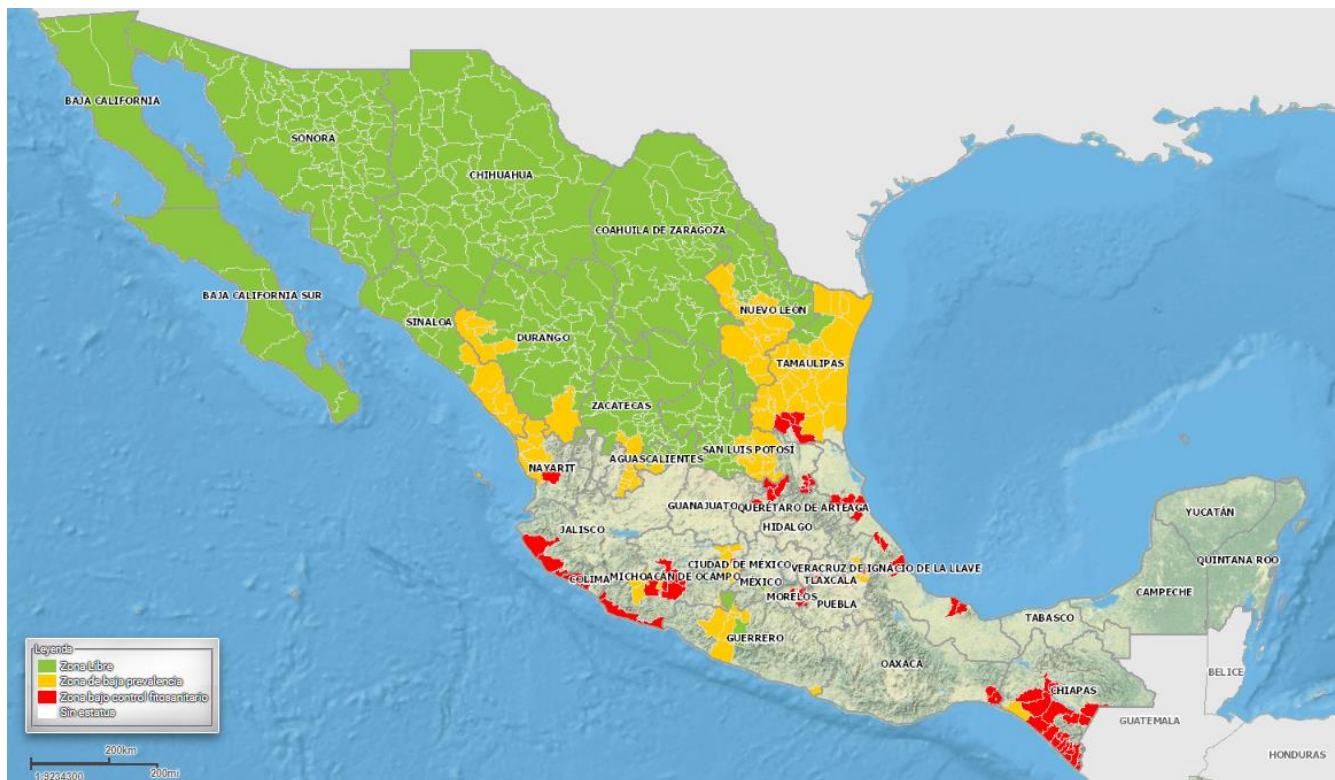 BAJA CALIFORNIA
SONORA
CHIHUAHUA
COAHUILA DE ZARAGOZA
BAJA CALIFORNIA SUR
SINALOA
DURANGO
NUEVO LEÓN
TAMAULIPAS
ZACATECAS
SAN LUIS POTOSÍ
AGUASCALIENTES
NAYARIT
GUANAJUATO
QUERÉTARO DE ARTEAGA
HIDALGO
JALISCO
YUCATÁN
QUINTANA ROO
CAMPECHE
COLIMA
MICHOACÁN DE OCAMPO
CIUDAD DE MÉXICO
MÉXICO
VERACRUZ DE IGNACIO DE LA LLAVE
TLAXCALA
MORELOS
PUEBLA
TABASCO
GUERRERO
OAXACA
CHIAPAS
BELICE
GUATEMALA
HONDURAS
Leyenda
Zona Libre
Zona de baja prevalencia
Zona bajo control fitosanitario
Sin estatus
200km
200mi
1:9234300